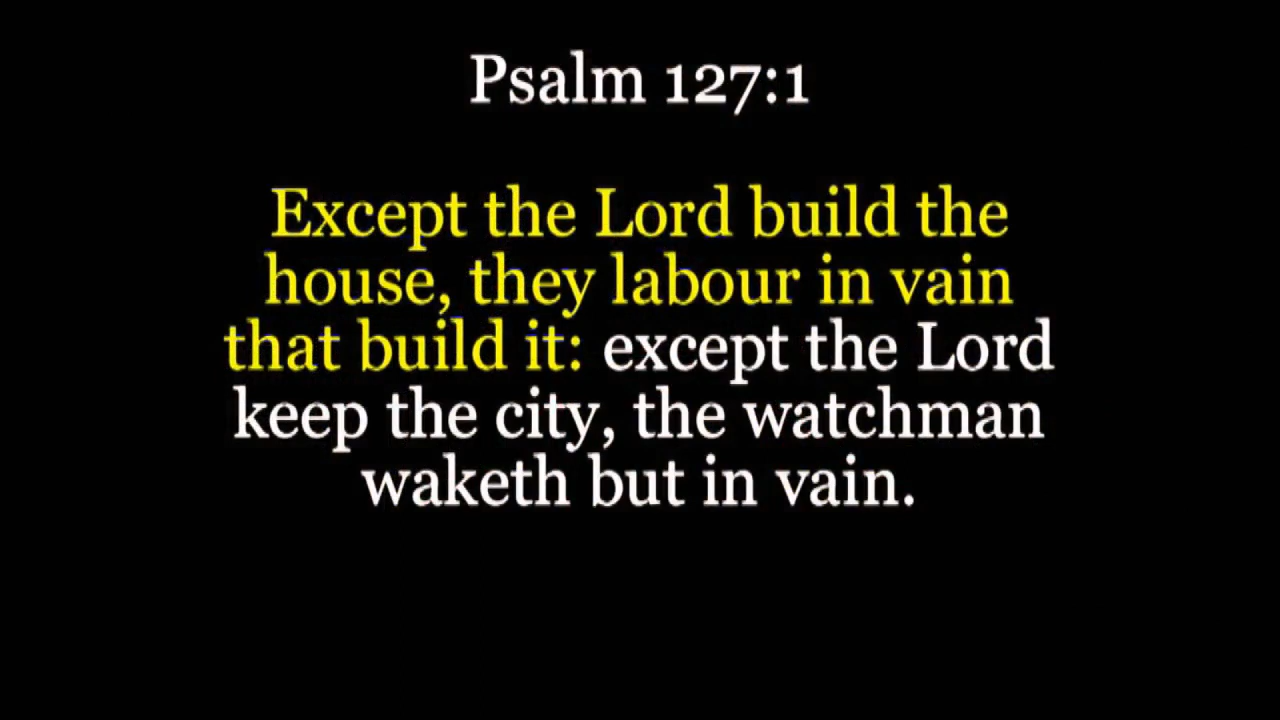 Psalm 127:1
Except the Lord build the
house, they labour in vain
that build it: except the Lord
keep the city, the watchman
waketh but in vain.